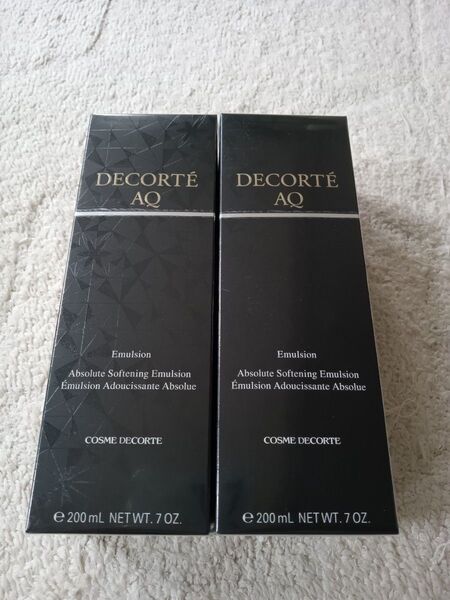 DECORTÉ
AQ
Emulsion
Absolute Softening Emulsion
Émulsion Adoucissante Absolue
COSME DECORTE
℮ 200 mL NET WT. 7 OZ.
DECORTÉ
AQ
Emulsion
Absolute Softening Emulsion
Émulsion Adoucissante Absolue
COSME DECORTE
℮ 200 mL NET WT. 7 OZ.